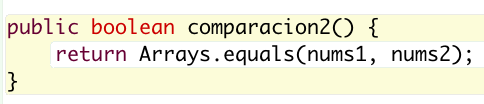 public boolean comparacion2() {
return Arrays.equals(nums1, nums2);
}